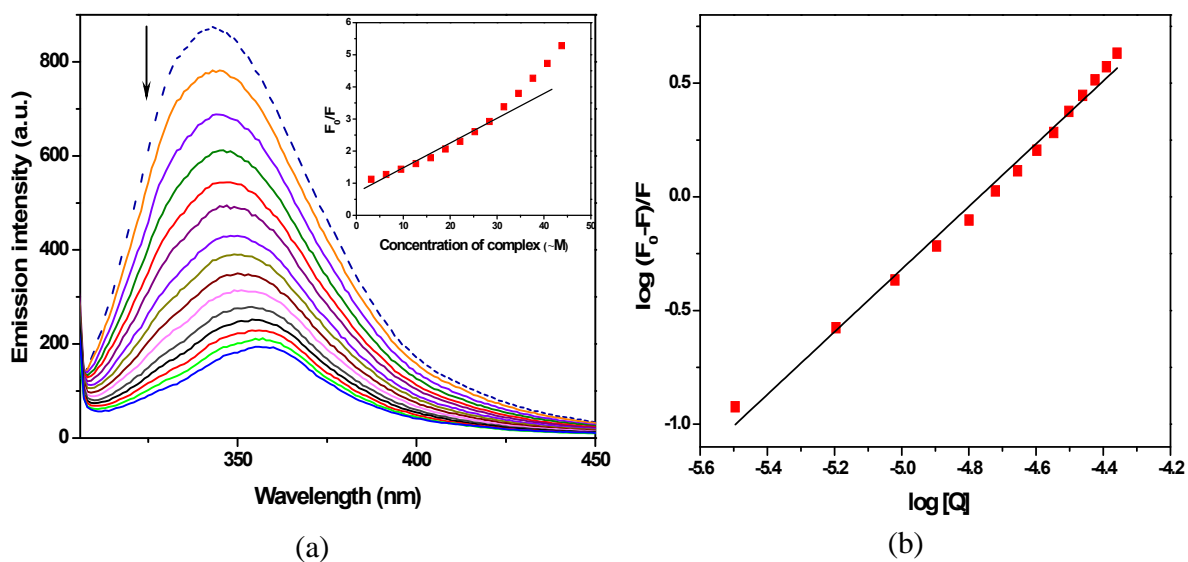 Emission intensity (a.u.)
800
600
400
200
0
350
400
450
Wavelength (nm)
F0/F
6
5
4
3
2
1
0
0 10 20 30 40 50
Concentration of complex (~M)
(a)
log (F0-F)/F
0.5
0.0
-0.5
-1.0
-5.6 -5.4 -5.2 -5.0 -4.8 -4.6 -4.4 -4.2
log [Q]
(b)